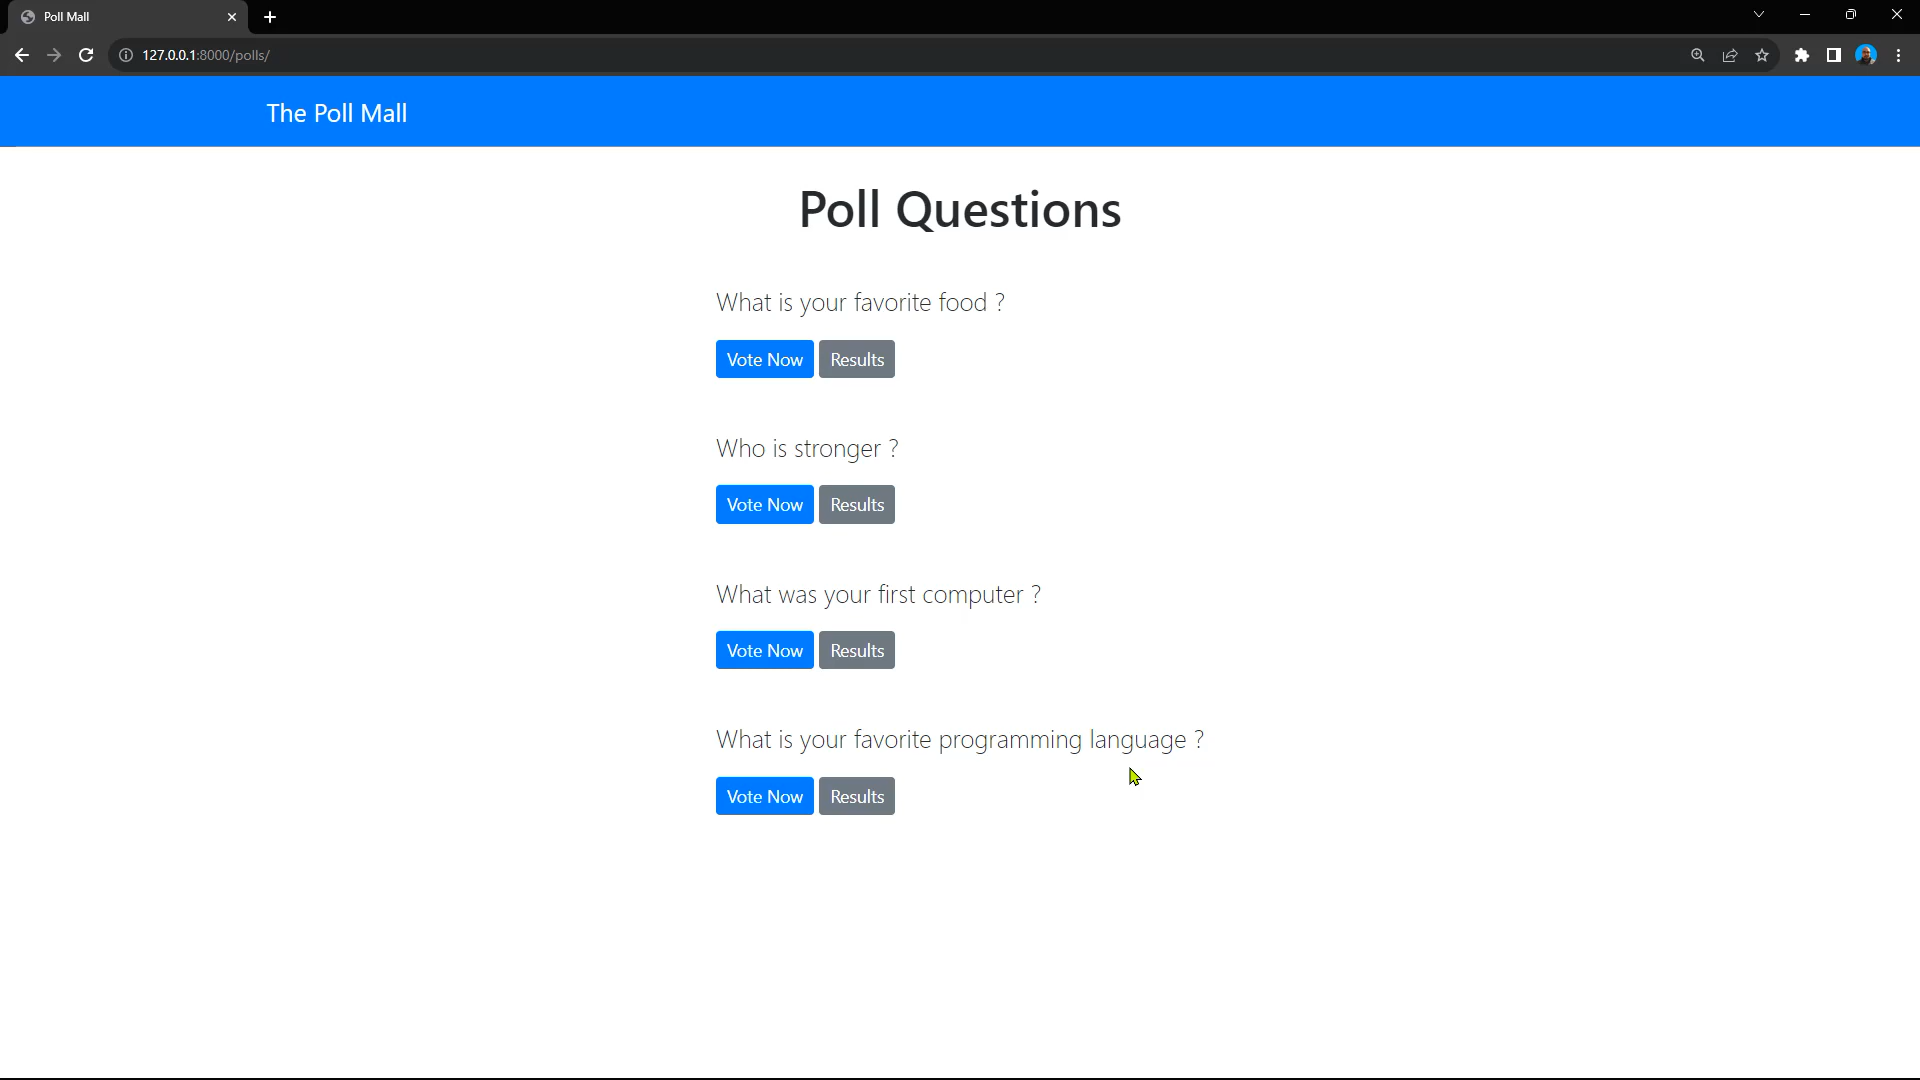 Poll Mall
127.0.0.1:8000/polls/
The Poll Mall
Poll Questions
What is your favorite food ?
Vote Now Results
Who is stronger ?
Vote Now Results
What was your first computer ?
Vote Now Results
What is your favorite programming language ?
Vote Now Results